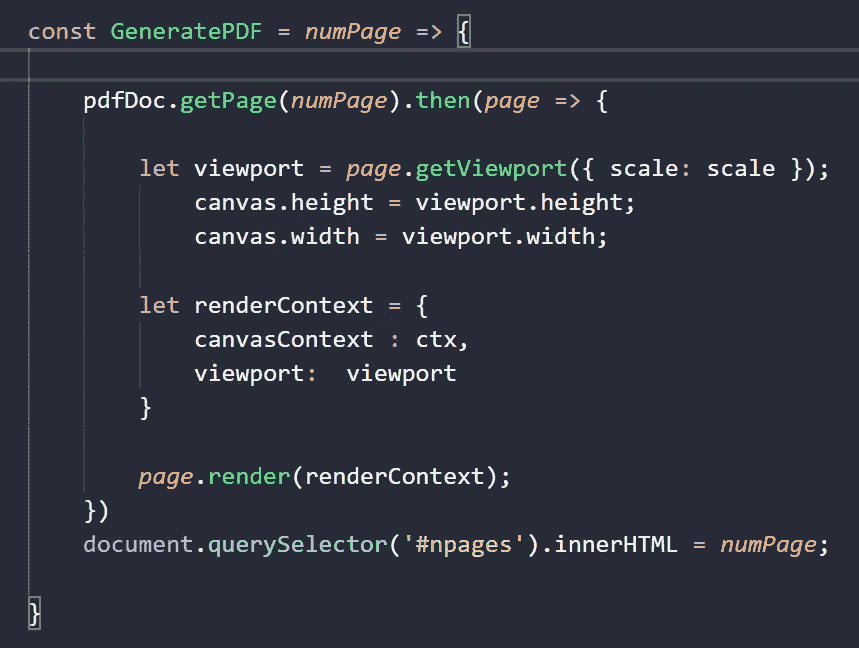 const GeneratePDF = numPage => {
pdfDoc.getPage(numPage).then(page => {
let viewport = page.getViewport({ scale: scale });
canvas.height = viewport.height;
canvas.width = viewport.width;
let renderContext = {
canvasContext : ctx,
viewport:  viewport
}
page.render(renderContext);
})
document.querySelector('#npages').innerHTML = numPage;
}